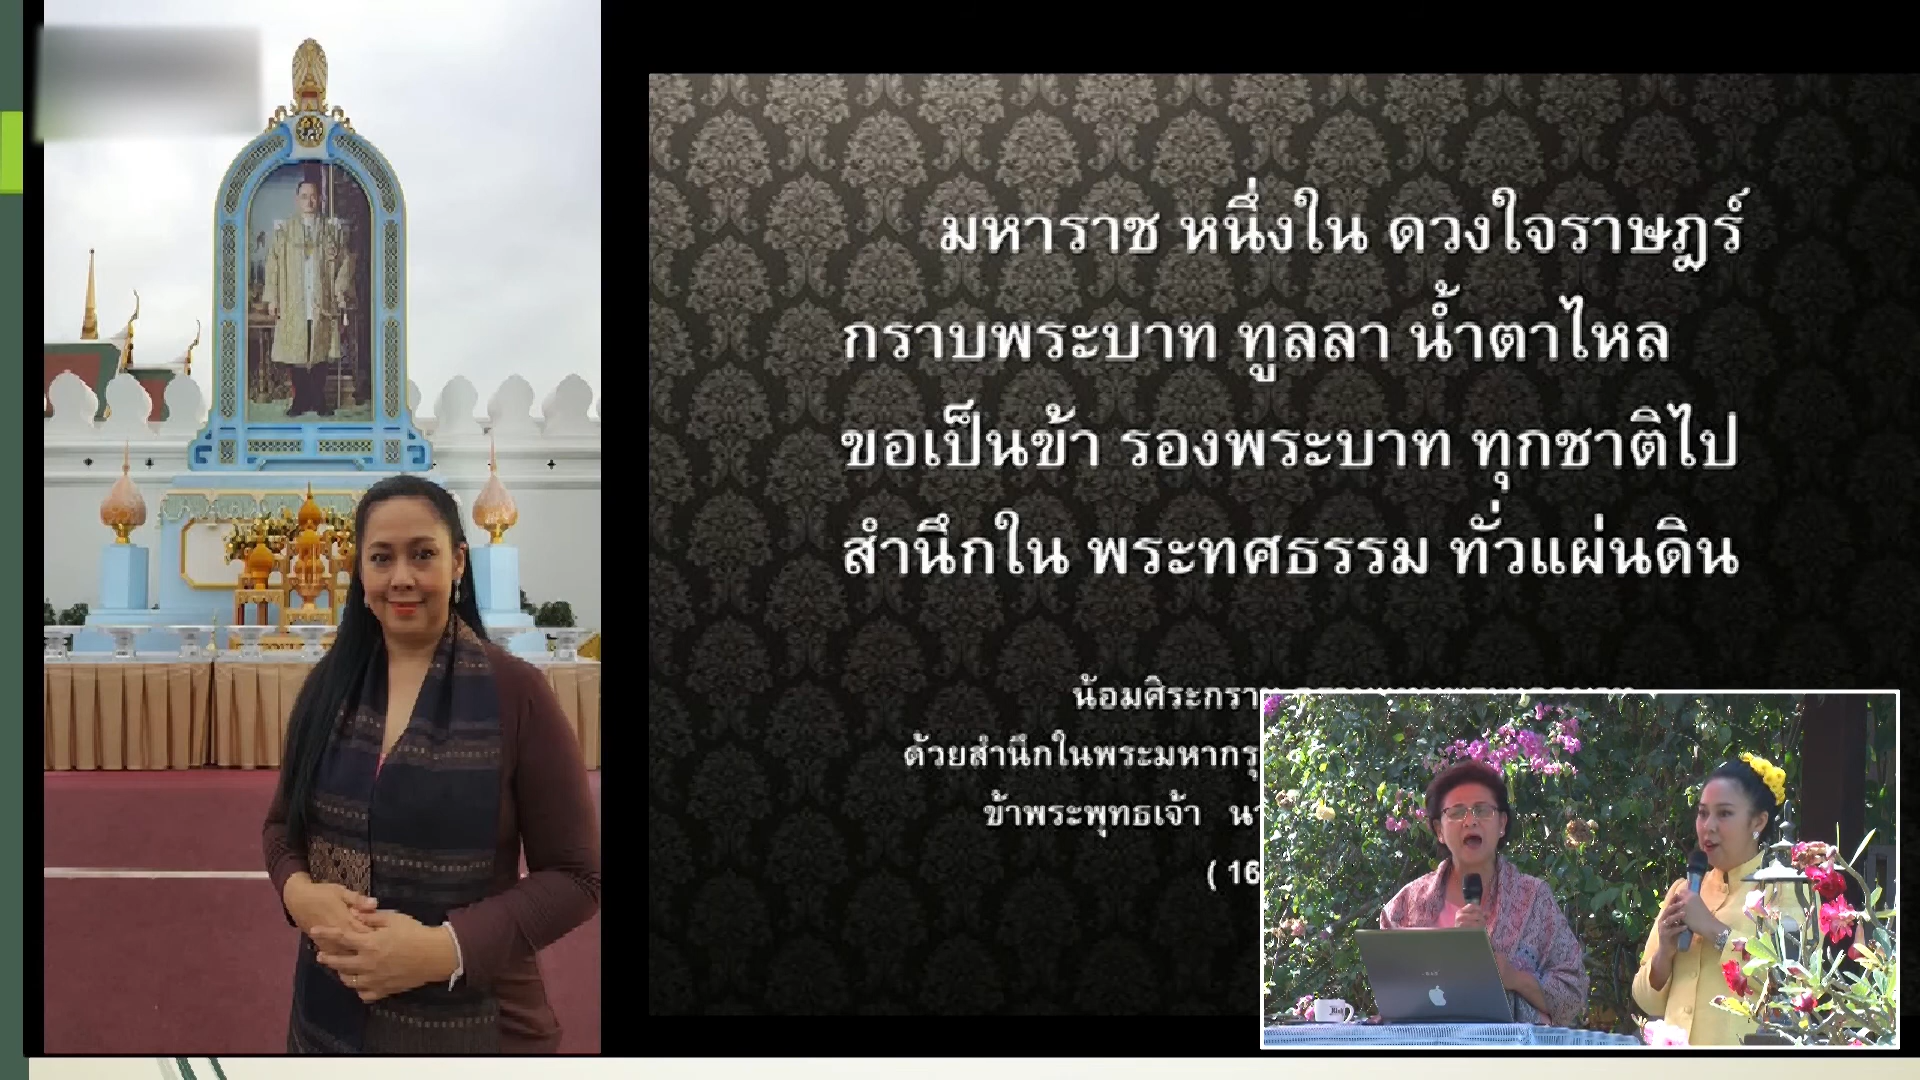 มหาราช หนึ่งใน ดวงใจราษฎร์
กราบพระบาท ทูลลา น้ำตาไหล
ขอเป็นข้า รองพระบาท ทุกชาติไป
สำนึกใน พระทศธรรม ทั่วแผ่นดิน
น้อมศิระกราบ
ด้วยสำนึกในพระมหากรุ
ข้าพระพุทธเจ้า
( 16